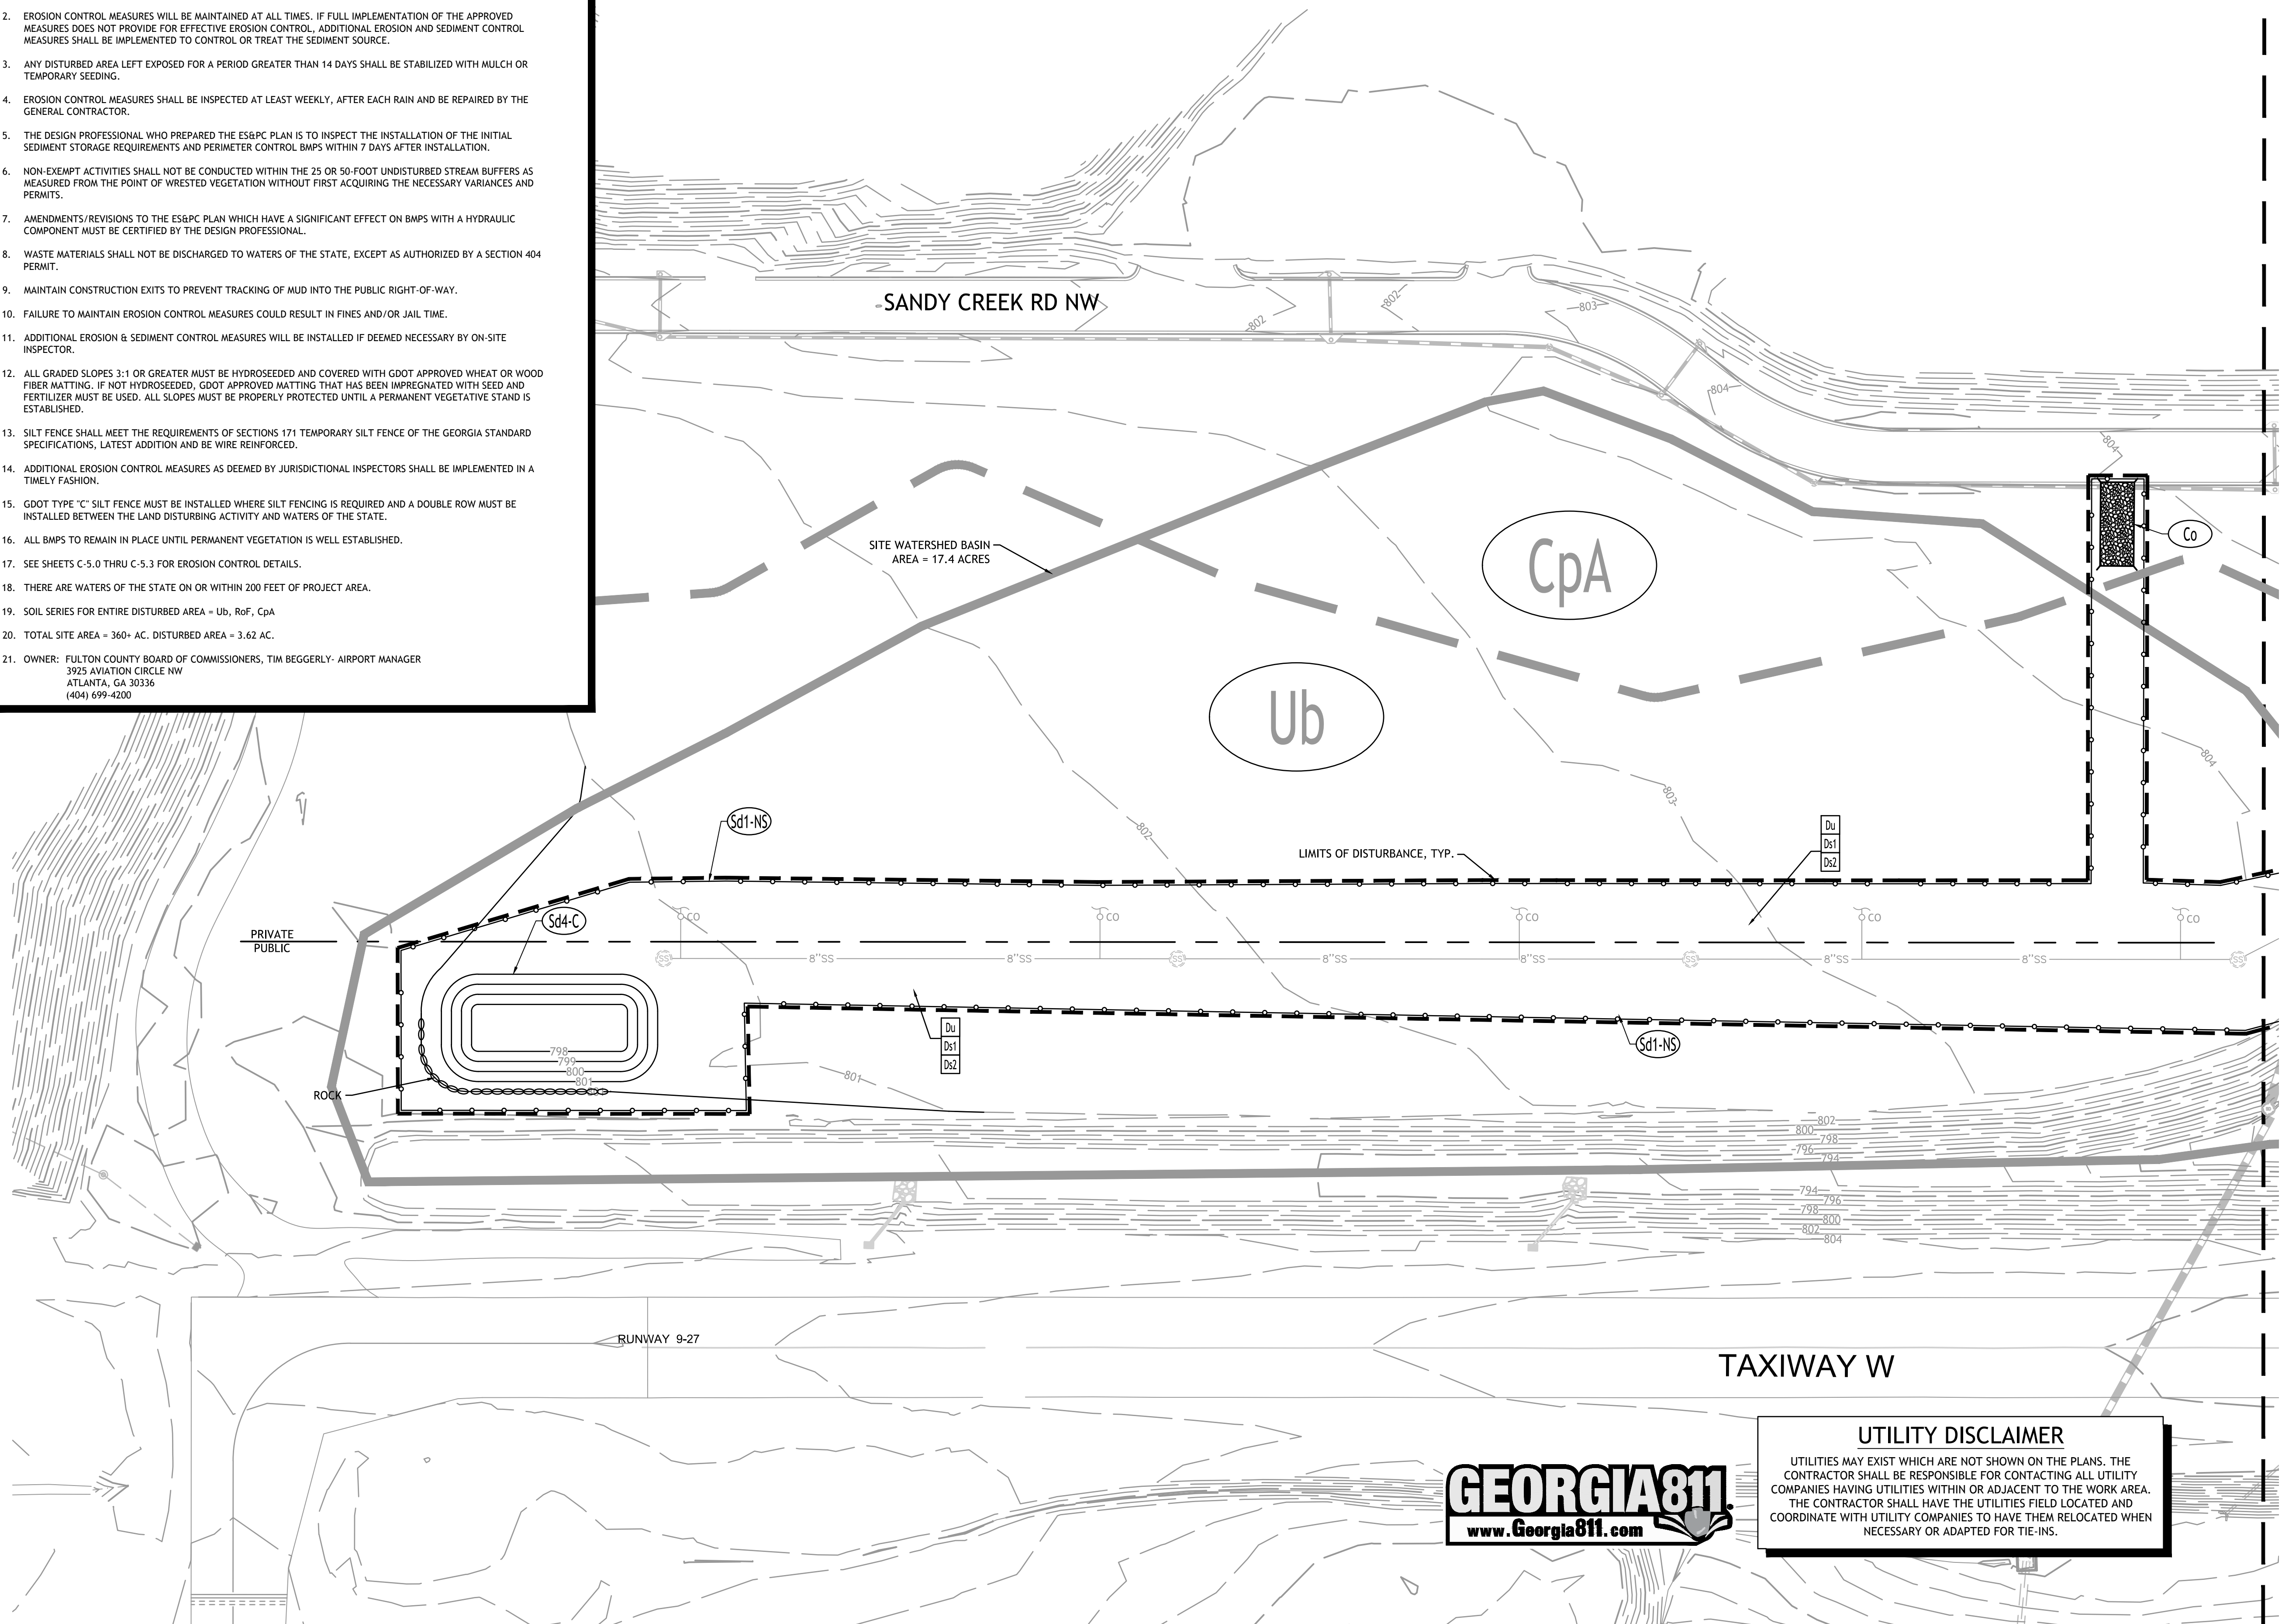 2. EROSION CONTROL MEASURES WILL BE MAINTAINED AT ALL TIMES. IF FULL IMPLEMENTATION OF THE APPROVED
MEASURES DOES NOT PROVIDE FOR EFFECTIVE EROSION CONTROL, ADDITIONAL EROSION AND SEDIMENT CONTROL
MEASURES SHALL BE IMPLEMENTED TO CONTROL OR TREAT THE SEDIMENT SOURCE.
3. ANY DISTURBED AREA LEFT EXPOSED FOR A PERIOD GREATER THAN 14 DAYS SHALL BE STABILIZED WITH MULCH OR
TEMPORARY SEEDING.
4. EROSION CONTROL MEASURES SHALL BE INSPECTED AT LEAST WEEKLY, AFTER EACH RAIN AND BE REPAIRED BY THE
GENERAL CONTRACTOR.
5. THE DESIGN PROFESSIONAL WHO PREPARED THE ES&PC PLAN IS TO INSPECT THE INSTALLATION OF THE INITIAL
SEDIMENT STORAGE REQUIREMENTS AND PERIMETER CONTROL BMPS WITHIN 7 DAYS AFTER INSTALLATION.
6. NON-EXEMPT ACTIVITIES SHALL NOT BE CONDUCTED WITHIN THE 25 OR 50-FOOT UNDISTURBED STREAM BUFFERS AS
MEASURED FROM THE POINT OF WRESTED VEGETATION WITHOUT FIRST ACQUIRING THE NECESSARY VARIANCES AND
PERMITS.
7. AMENDMENTS/REVISIONS TO THE ES&PC PLAN WHICH HAVE A SIGNIFICANT EFFECT ON BMPS WITH A HYDRAULIC
COMPONENT MUST BE CERTIFIED BY THE DESIGN PROFESSIONAL.
8. WASTE MATERIALS SHALL NOT BE DISCHARGED TO WATERS OF THE STATE, EXCEPT AS AUTHORIZED BY A SECTION 404
PERMIT.
9. MAINTAIN CONSTRUCTION EXITS TO PREVENT TRACKING OF MUD INTO THE PUBLIC RIGHT-OF-WAY.
10. FAILURE TO MAINTAIN EROSION CONTROL MEASURES COULD RESULT IN FINES AND/OR JAIL TIME.
11. ADDITIONAL EROSION & SEDIMENT CONTROL MEASURES WILL BE INSTALLED IF DEEMED NECESSARY BY ON-SITE
INSPECTOR.
12. ALL GRADED SLOPES 3:1 OR GREATER MUST BE HYDROSEEDED AND COVERED WITH GDOT APPROVED WHEAT OR WOOD
FIBER MATTING. IF NOT HYDROSEEDED, GDOT APPROVED MATTING THAT HAS BEEN IMPREGNATED WITH SEED AND
FERTILIZER MUST BE USED. ALL SLOPES MUST BE PROPERLY PROTECTED UNTIL A PERMANENT VEGETATIVE STAND IS
ESTABLISHED.
13. SILT FENCE SHALL MEET THE REQUIREMENTS OF SECTIONS 171 TEMPORARY SILT FENCE OF THE GEORGIA STANDARD
SPECIFICATIONS, LATEST ADDITION AND BE WIRE REINFORCED.
14. ADDITIONAL EROSION CONTROL MEASURES AS DEEMED BY JURISDICTIONAL INSPECTORS SHALL BE IMPLEMENTED IN A
TIMELY FASHION.
15. GDOT TYPE "C" SILT FENCE MUST BE INSTALLED WHERE SILT FENCING IS REQUIRED AND A DOUBLE ROW MUST BE
INSTALLED BETWEEN THE LAND DISTURBING ACTIVITY AND WATERS OF THE STATE.
16. ALL BMPS TO REMAIN IN PLACE UNTIL PERMANENT VEGETATION IS WELL ESTABLISHED.
17. SEE SHEETS C-5.0 THRU C-5.3 FOR EROSION CONTROL DETAILS.
18. THERE ARE WATERS OF THE STATE ON OR WITHIN 200 FEET OF PROJECT AREA.
19. SOIL SERIES FOR ENTIRE DISTURBED AREA = Ub, RoF, CpA
20. TOTAL SITE AREA = 360+ AC. DISTURBED AREA = 3.62 AC.
21. OWNER: FULTON COUNTY BOARD OF COMMISSIONERS, TIM BEGGERLY- AIRPORT MANAGER
3925 AVIATION CIRCLE NW
ATLANTA, GA 30336
(404) 699-4200
SANDY CREEK RD NW
802
802
803
804
804
Co
SITE WATERSHED BASIN
AREA = 17.4 ACRES
CpA
Ub
804
803
802
Sd1-NS
LIMITS OF DISTURBANCE, TYP.
Du
Ds1
Ds2
Sd4-C
CO
CO
CO
CO
CO
PRIVATE
PUBLIC
SS
8"SS
8"SS
SS
8"SS
8"SS
SS
8"SS
8"SS
SS
Du
Ds1
Ds2
Sd1-NS
798
799
800
801
801
ROCK
802
800
798
796
794
794
796
798
800
802
804
RUNWAY 9-27
TAXIWAY W
GEORGIA811
www.Georgia811.com
UTILITY DISCLAIMER
UTILITIES MAY EXIST WHICH ARE NOT SHOWN ON THE PLANS. THE
CONTRACTOR SHALL BE RESPONSIBLE FOR CONTACTING ALL UTILITY
COMPANIES HAVING UTILITIES WITHIN OR ADJACENT TO THE WORK AREA.
THE CONTRACTOR SHALL HAVE THE UTILITIES FIELD LOCATED AND
COORDINATE WITH UTILITY COMPANIES TO HAVE THEM RELOCATED WHEN
NECESSARY OR ADAPTED FOR TIE-INS.